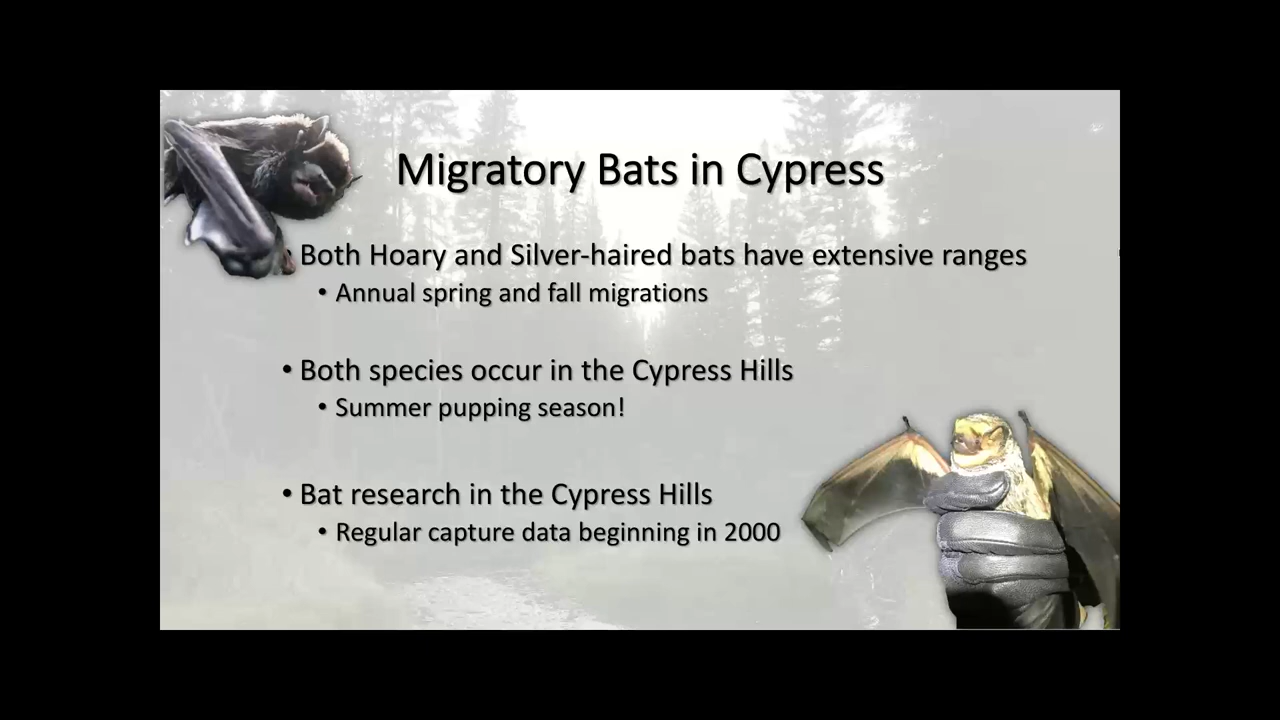 Migratory Bats in Cypress
• Both Hoary and Silver-haired bats have extensive ranges
• Annual spring and fall migrations
• Both species occur in the Cypress Hills
• Summer pupping season!
• Bat research in the Cypress Hills
• Regular capture data beginning in 2000